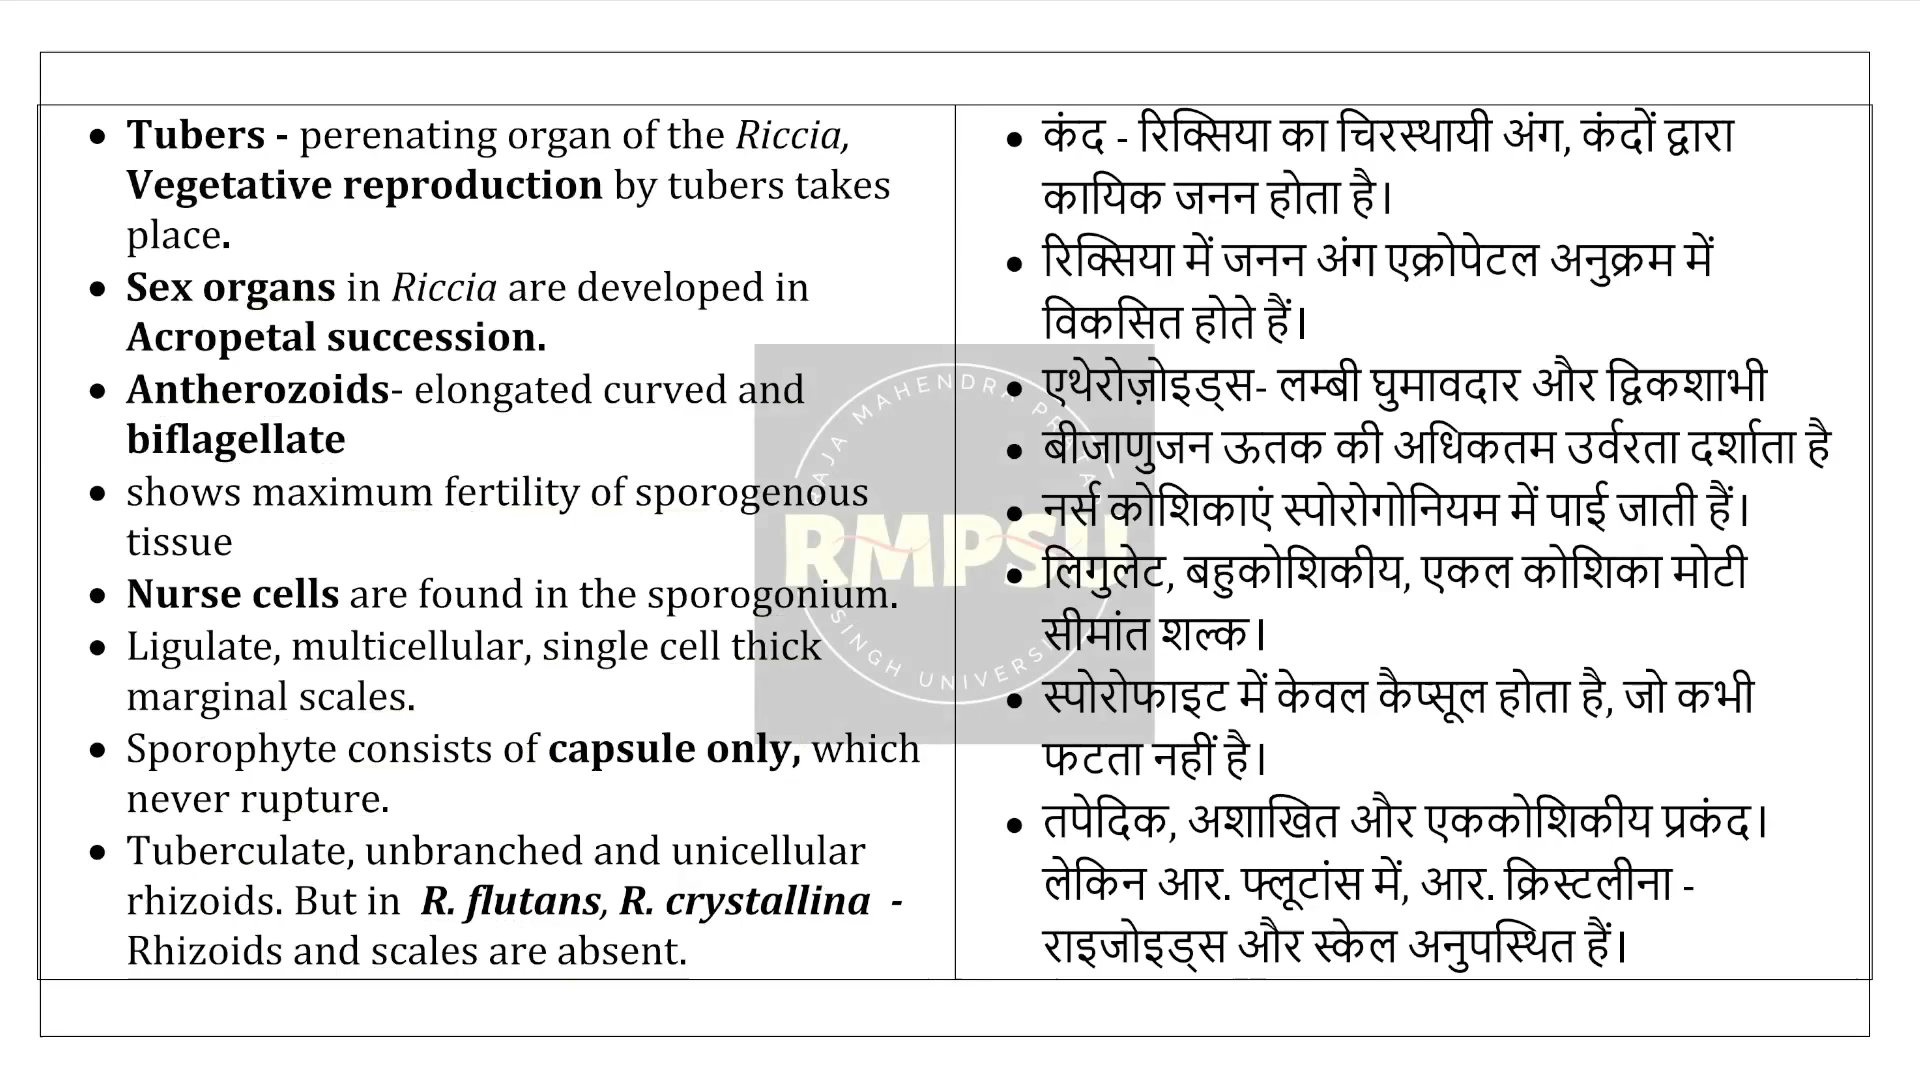 • Tubers - perenating organ of the Riccia,
Vegetative reproduction by tubers takes
place.
• Sex organs in Riccia are developed in
Acropetal succession.
• Antherozoids- elongated curved and
biflagellate
• shows maximum fertility of sporogenous
tissue
• Nurse cells are found in the sporogonium.
• Ligulate, multicellular, single cell thick
marginal scales.
• Sporophyte consists of capsule only, which
never rupture.
• Tuberculate, unbranched and unicellular
rhizoids. But in R. flutans, R. crystallina -
Rhizoids and scales are absent.
• कंद - रिक्सिया का चिरस्थायी अंग, कंदों द्वारा
कायिक जनन होता है।
• रिक्सिया में जनन अंग एक्रोपेटल अनुक्रम में
विकसित होते हैं।
• एथेरोज़ोइड्स- लम्बी घुमावदार और द्विकशाभी
• बीजाणुजन ऊतक की अधिकतम उर्वरता दर्शाता है
• नर्स कोशिकाएं स्पोरोगोनियम में पाई जाती हैं।
• लिगुलेट, बहुकोशिकीय, एकल कोशिका मोटी
सीमांत शल्क।
• स्पोरोफाइट में केवल कैप्सूल होता है, जो कभी
फटता नहीं है।
• तपेदिक, अशाखित और एककोशिकीय प्रकंद।
लेकिन आर. फ्लूटांस में, आर. क्रिस्टलीना -
राइजोइड्स और स्केल अनुपस्थित हैं।
RAJA MAHENDRA PRATAP
RMPSU
SINGH UNIVERSITY